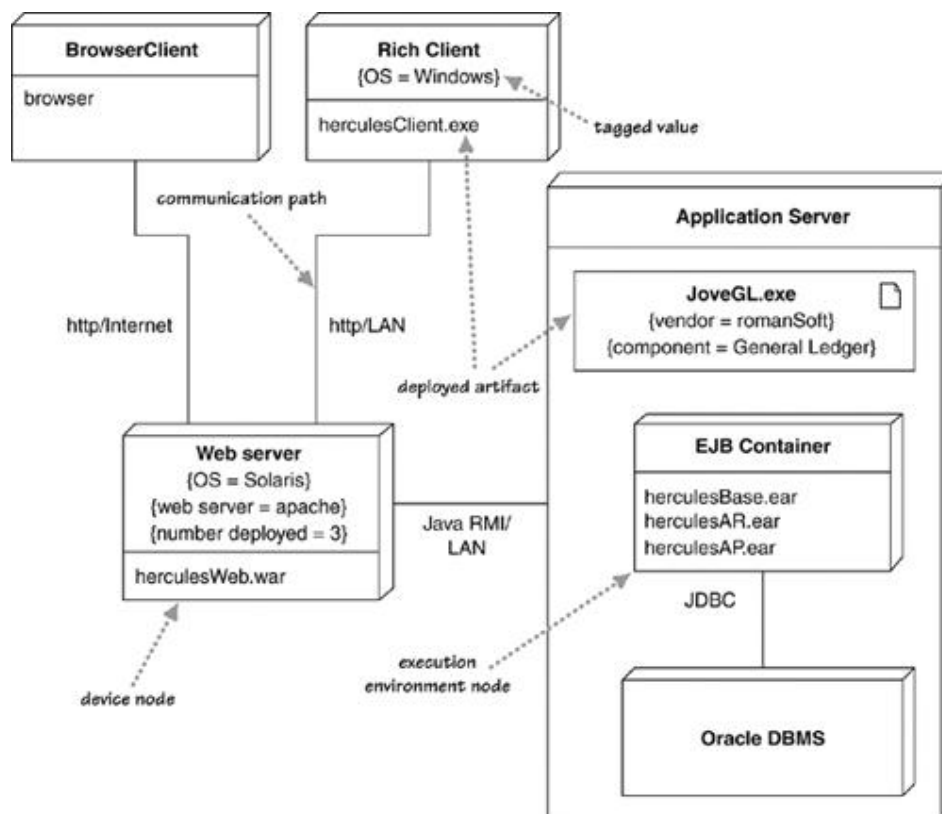 BrowserClient
browser
Rich Client
{OS = Windows}
herculesClient.exe
tagged value
communication path
http/Internet
http/LAN
deployed artifact
Application Server
JoveGL.exe
{vendor = romanSoft}
{component = General Ledger}
Web server
{OS = Solaris}
{web server = apache}
{number deployed = 3}
herculesWeb.war
Java RMI/
LAN
EJB Container
herculesBase.ear
herculesAR.ear
herculesAP.ear
JDBC
device node
execution
environment node
Oracle DBMS